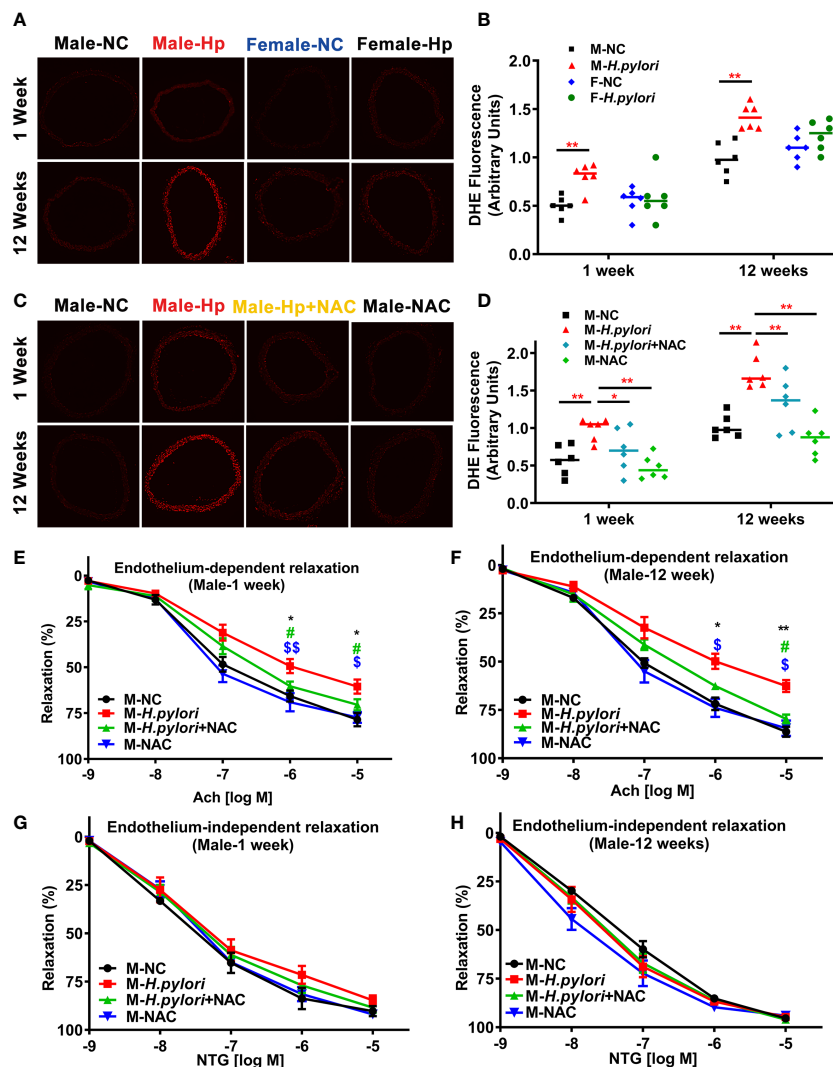 A
Male-NC Male-Hp Female-NC Female-Hp
1 Week
12 Weeks
B
M-NC
M-H.pylori
F-NC
F-H.pylori
DHE Fluorescence
(Arbitrary Units)
2.0
1.5
1.0
0.5
0.0
**
**
1 week 12 weeks
C
Male-NC Male-Hp Male-Hp+NAC Male-NAC
1 Week
12 Weeks
D
M-NC
M-H.pylori
M-H.pylori+NAC
M-NAC
DHE Fluorescence
(Arbitrary Units)
2.0
1.5
1.0
0.5
0.0
** ** *
** ** **
1 week 12 weeks
E
Endothelium-dependent relaxation
(Male-1 week)
Relaxation (%)
0
25
50
75
100
* *
# #
$$ $
M-NC
M-H.pylori
M-H.pylori+NAC
M-NAC
-9 -8 -7 -6 -5
Ach [log M]
F
Endothelium-dependent relaxation
(Male-12 week)
Relaxation (%)
0
25
50
75
100
* **
$ #
$
M-NC
M-H.pylori
M-H.pylori+NAC
M-NAC
-9 -8 -7 -6 -5
Ach [log M]
G
Endothelium-independent relaxation
(Male-1 week)
Relaxation (%)
0
25
50
75
100
M-NC
M-H.pylori
M-H.pylori+NAC
M-NAC
-9 -8 -7 -6 -5
NTG [log M]
H
Endothelium-independent relaxation
(Male-12 weeks)
Relaxation (%)
0
25
50
75
100
M-NC
M-H.pylori
M-H.pylori+NAC
M-NAC
-9 -8 -7 -6 -5
NTG [log M]